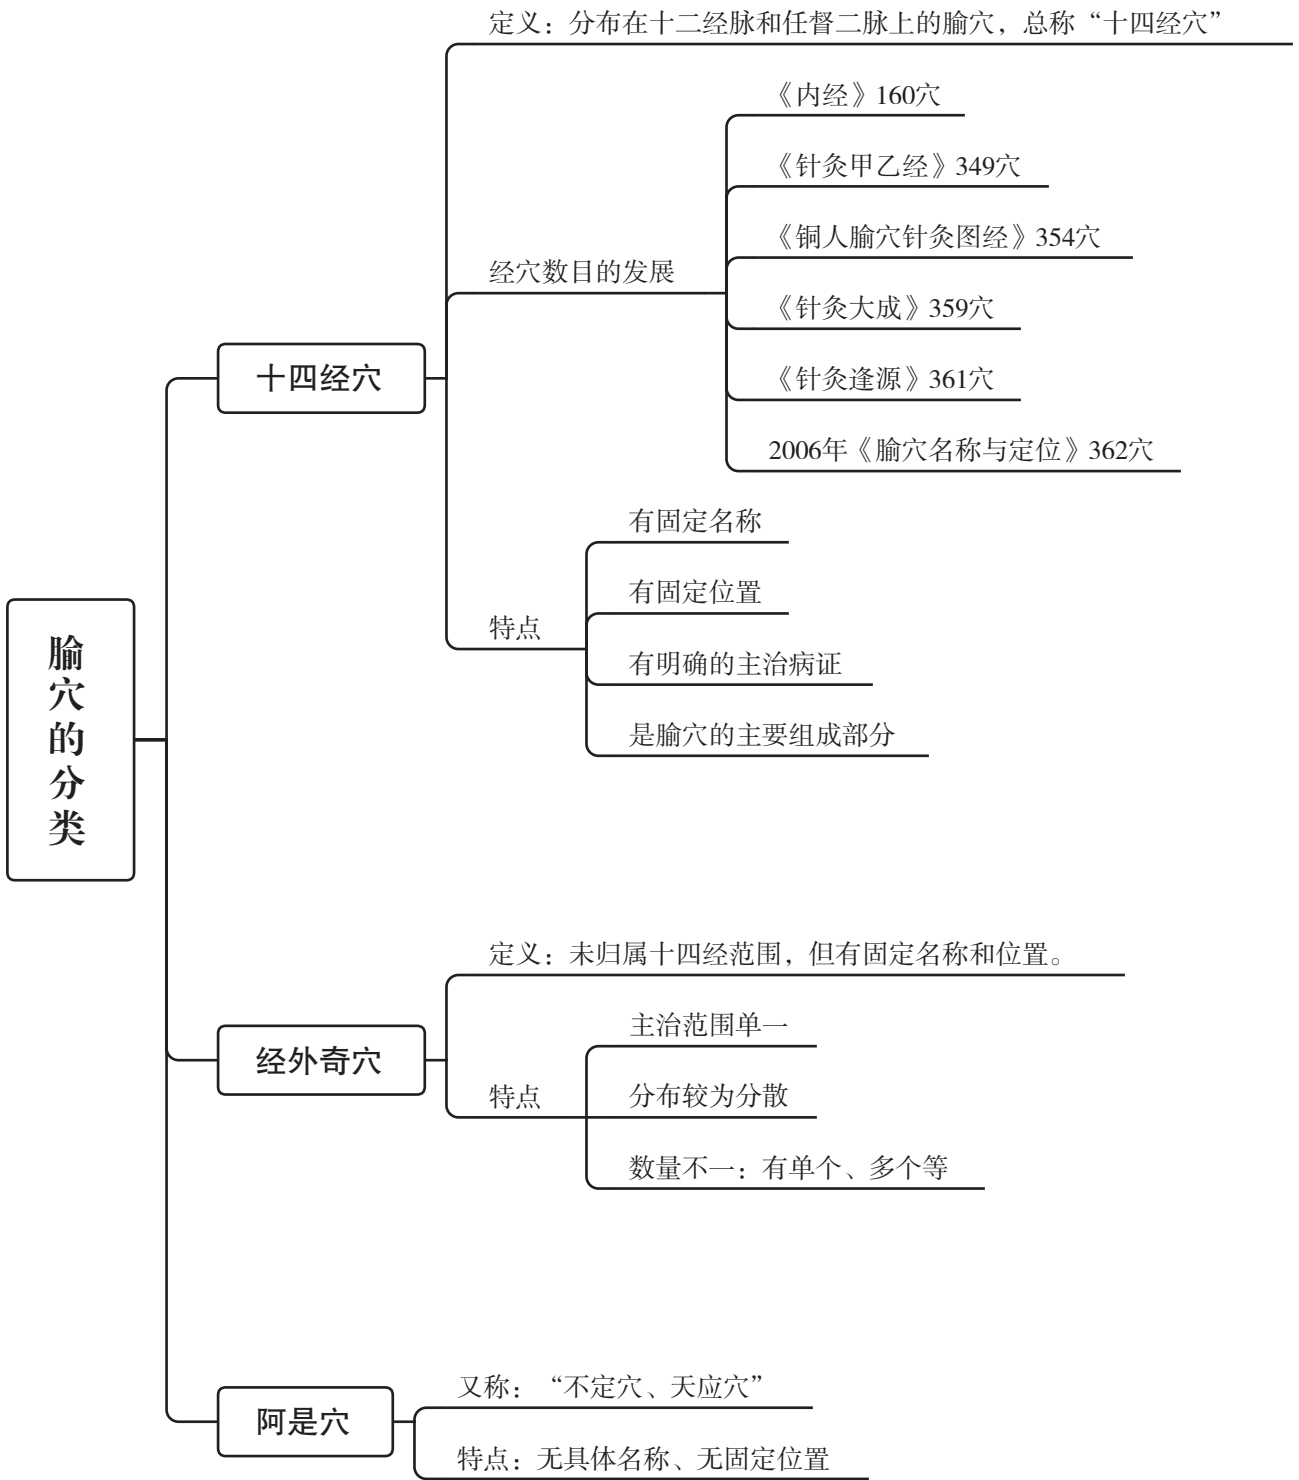 腧穴的分类
十四经穴
定义：分布在十二经脉和任督二脉上的腧穴，总称“十四经穴”
经穴数目的发展
《内经》160穴
《针灸甲乙经》349穴
《铜人腧穴针灸图经》354穴
《针灸大成》359穴
《针灸逢源》361穴
2006年《腧穴名称与定位》362穴
特点
有固定名称
有固定位置
有明确的主治病证
是腧穴的主要组成部分
经外奇穴
定义：未归属十四经范围，但有固定名称和位置。
特点
主治范围单一
分布较为分散
数量不一：有单个、多个等
阿是穴
又称：“不定穴、天应穴”
特点：无具体名称、无固定位置